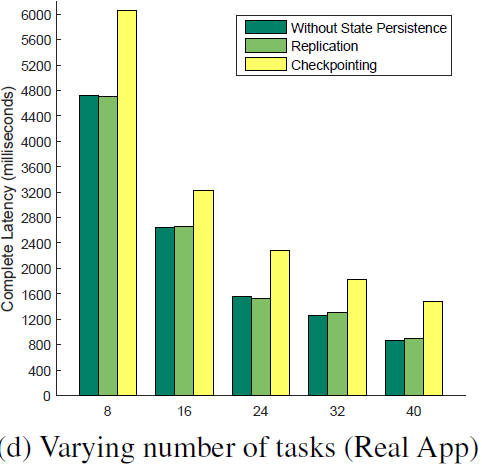 6000
5600
5200
4800
4400
4000
3600
3200
2800
2400
2000
1600
1200
800
400
0
Complete Latency (milliseconds)
Without State Persistence
Replication
Checkpointing
8 16 24 32 40
(d) Varying number of tasks (Real App)